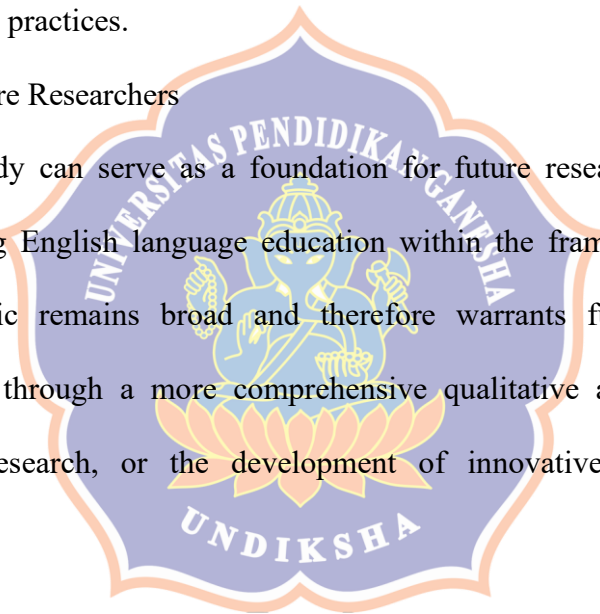 practices.
re Researchers
dy can serve as a foundation for future resea
g English language education within the fram
ic remains broad and therefore warrants fu
through a more comprehensive qualitative a
esearch, or the development of innovative
UNIVERSITAS PENDIDIKAN GANESHA
UNDIKSHA